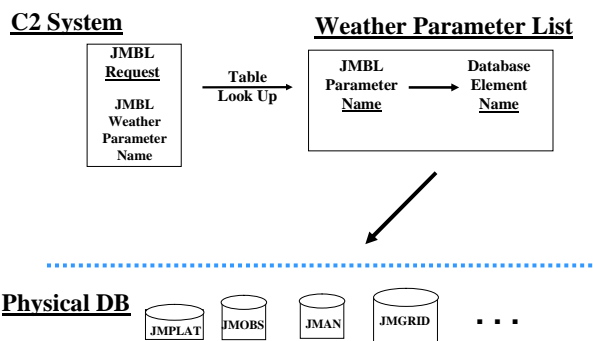 C2 System
Weather Parameter List
JMBL
Request
JMBL
Weather
Parameter
Name
Table
Look Up
JMBL
Parameter
Name
Database
Element
Name
Physical DB
JMPLAT
JMOBS
JMAN
JMGRID
. . .